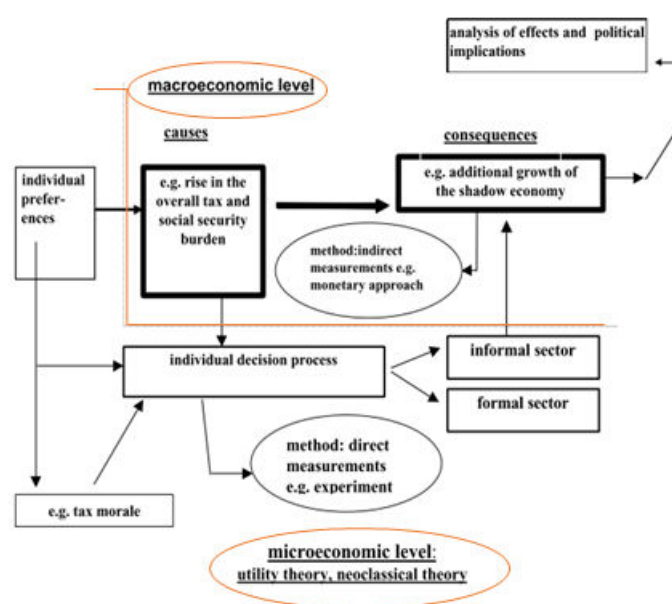 analysis of effects and political
implications
macroeconomic level
causes
consequences
individual
prefer-
ences
e.g. rise in the
overall tax and
social security
burden
e.g. additional growth of
the shadow economy
method:indirect
measurements e.g.
monetary approach
individual decision process
informal sector
formal sector
method: direct
measurements
e.g. experiment
e.g. tax morale
microeconomic level:
utility theory, neoclassical theory